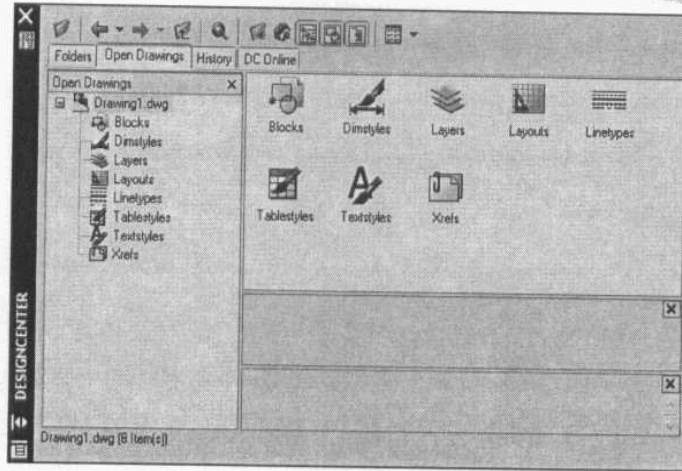 Folders Open Drawings History DC Online
Open Drawings
Drawing1.dwg
Blocks
Dimstyles
Layers
Layouts
Linetypes
Tablestyles
Textstyles
Xrefs
Blocks Dimstyles Layers Layouts Linetypes
Tablestyles Textstyles Xrefs
DESIGNCENTER
Drawing1.dwg (8 Item(s))